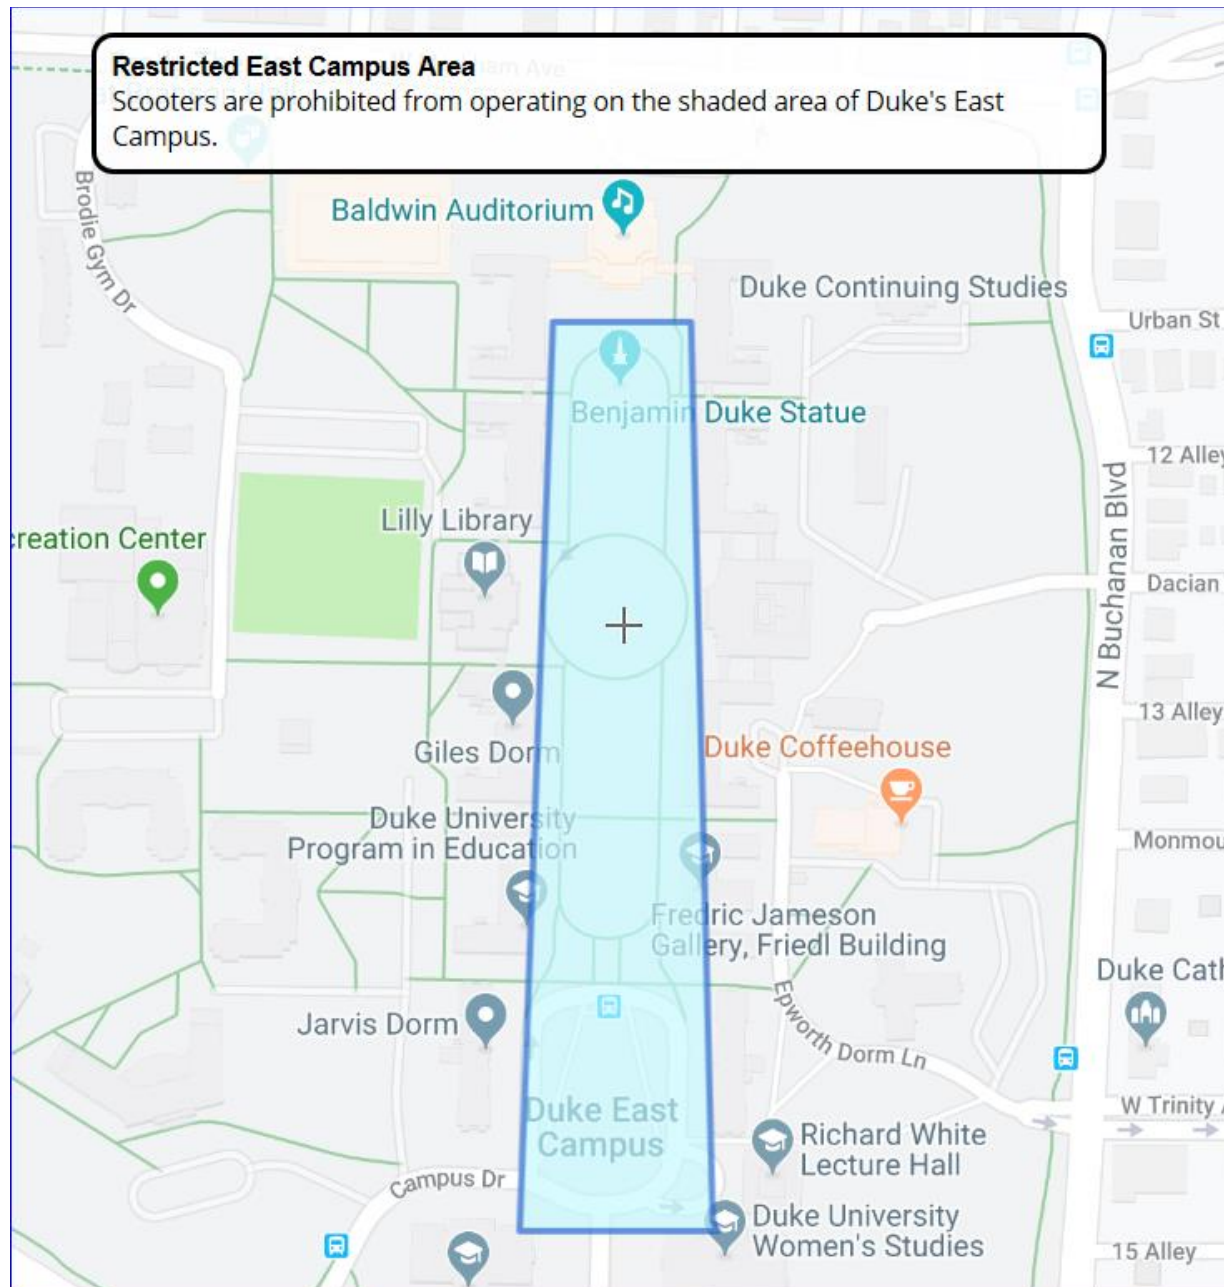 Restricted East Campus Area
Scooters are prohibited from operating on the shaded area of Duke's East
Campus.
Baldwin Auditorium
Brodie Gym Dr
Duke Continuing Studies
Urban St
Benjamin Duke Statue
12 Alley
Lilly Library
creation Center
N Buchanan Blvd
Dacian
13 Alley
Giles Dorm
Duke Coffeehouse
Duke University
Program in Education
Monmou
Fredric Jameson
Gallery, Friedl Building
Duke Cath
Jarvis Dorm
Epworth Dorm Ln
Duke East
Campus
W Trinity
Richard White
Lecture Hall
Campus Dr
Duke University
Women's Studies
15 Alley